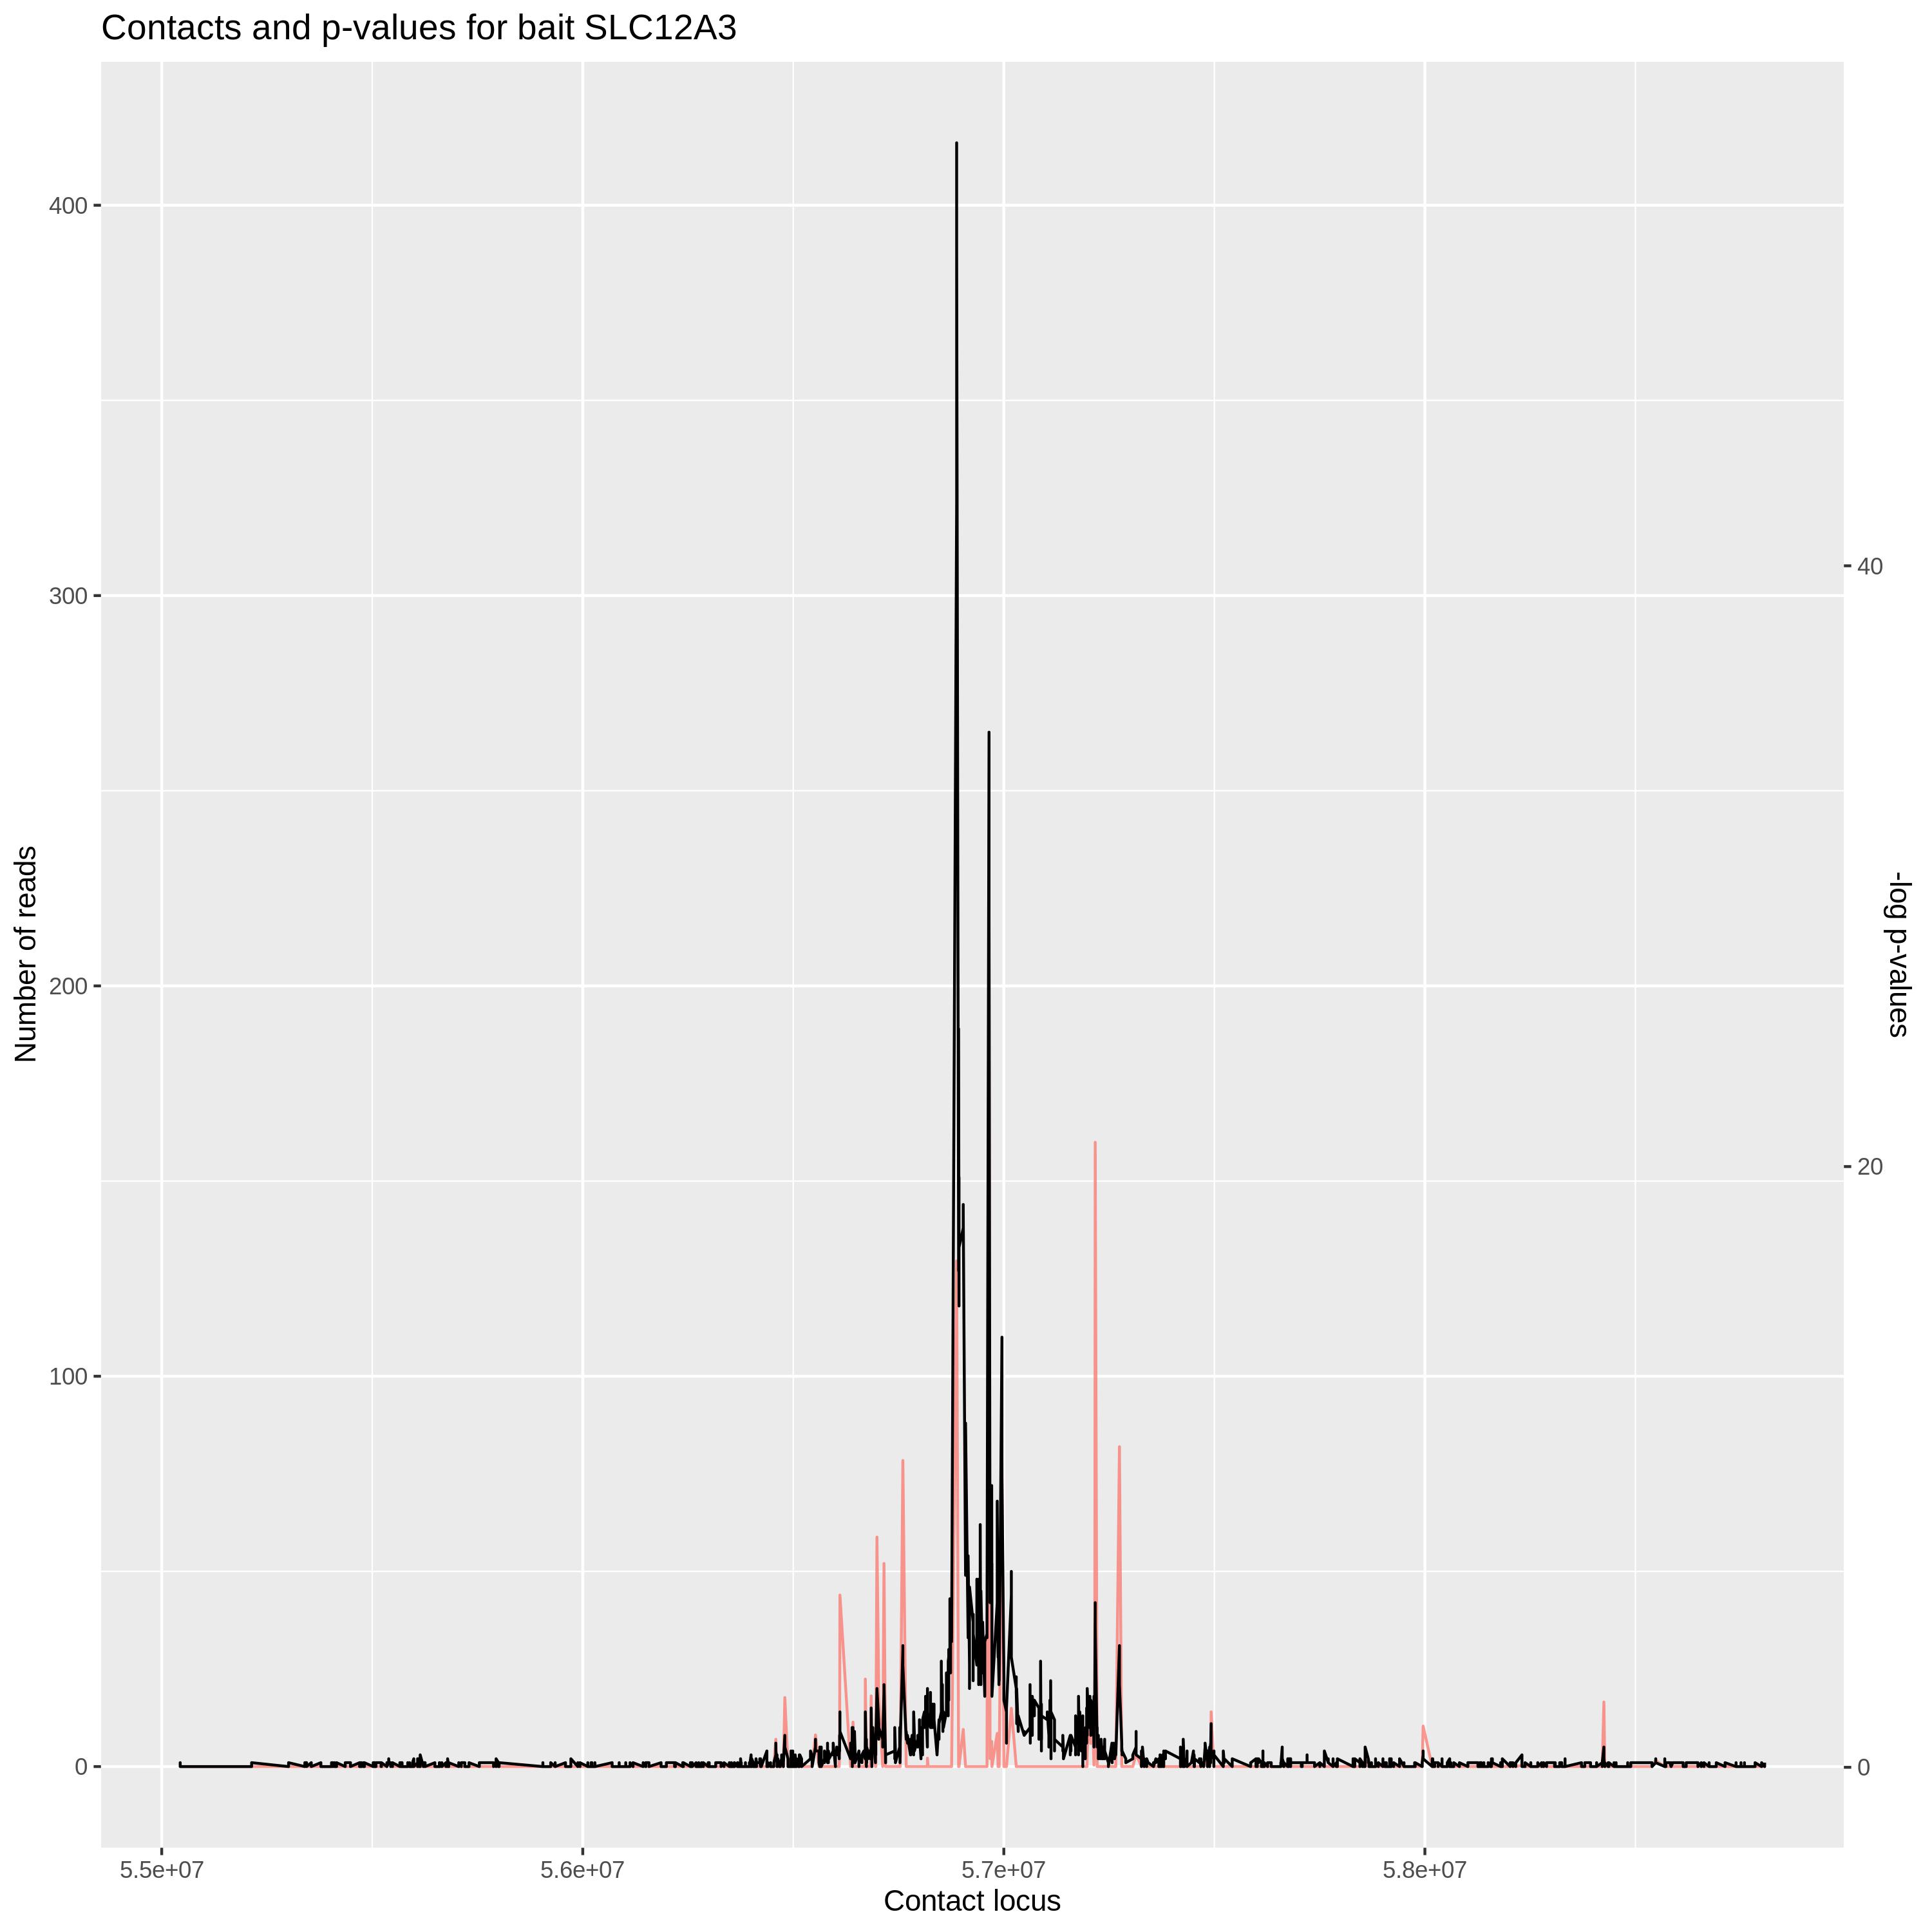 Contacts and p-values for bait SLC12A3
400
300
200
100
0
Number of reads
40
20
0
-log p-values
5.5e+07 5.6e+07 5.7e+07 5.8e+07
Contact locus